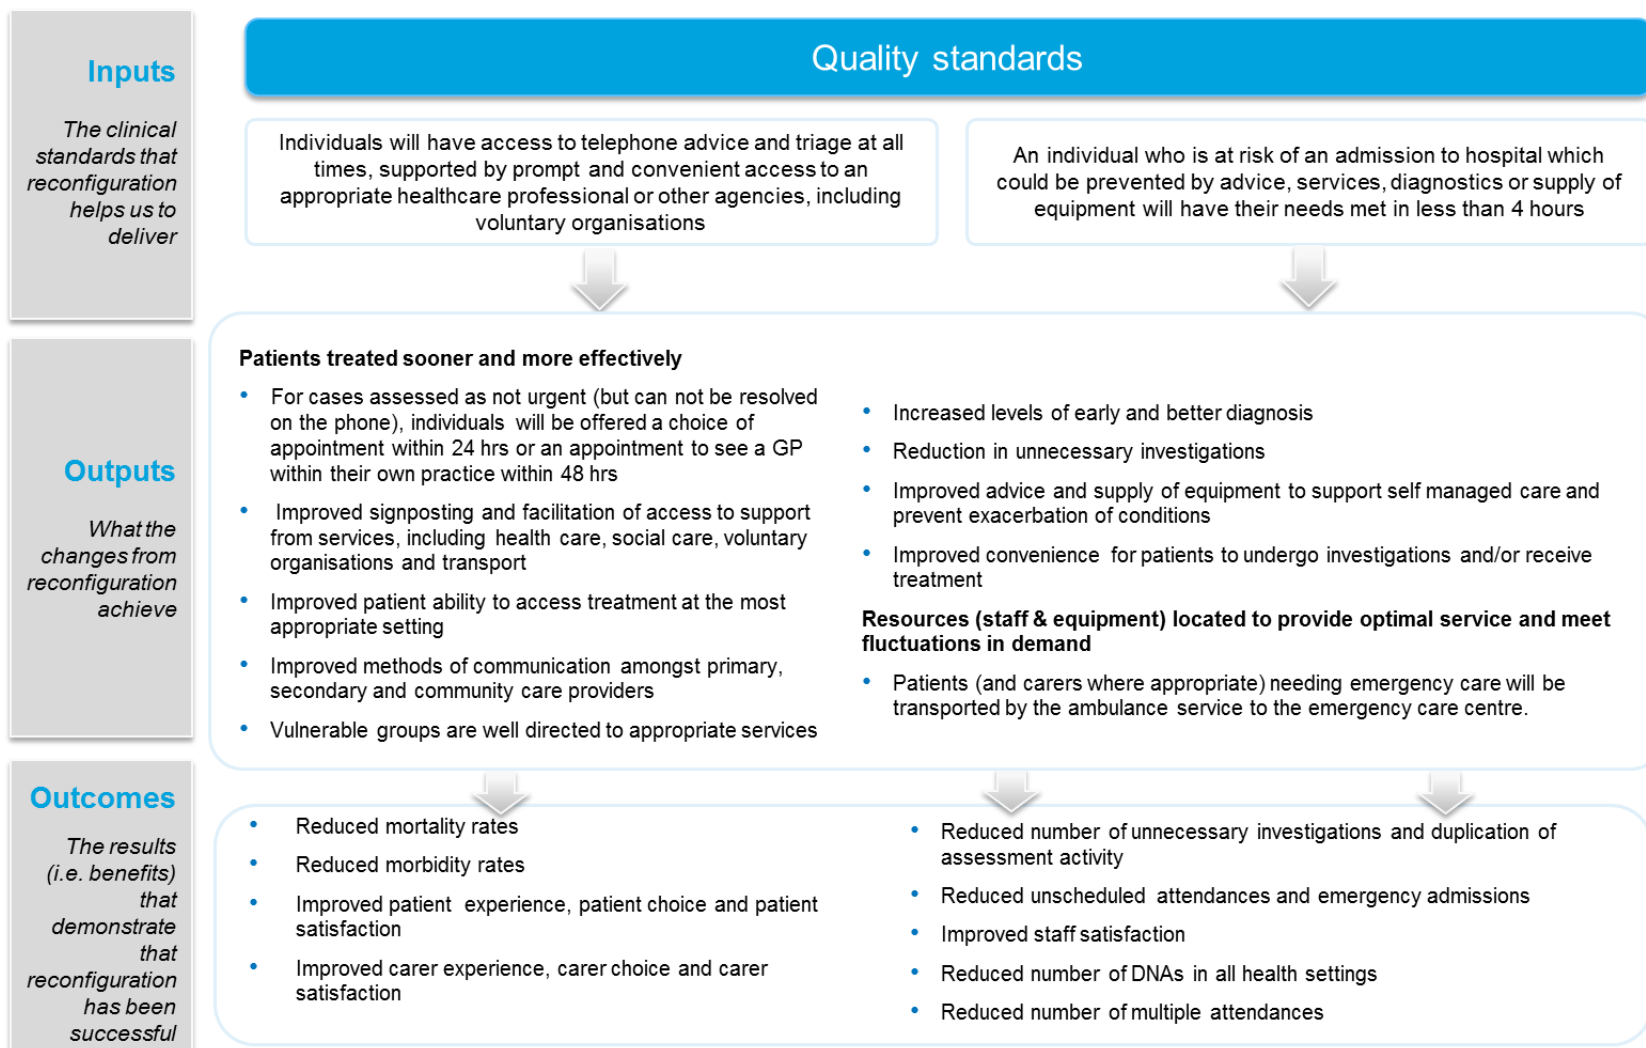 Inputs
The clinical
standards that
reconfiguration
helps us to
deliver
Quality standards
Individuals will have access to telephone advice and triage at all
times, supported by prompt and convenient access to an
appropriate healthcare professional or other agencies, including
voluntary organisations
An individual who is at risk of an admission to hospital which
could be prevented by advice, services, diagnostics or supply of
equipment will have their needs met in less than 4 hours
Outputs
What the
changes from
reconfiguration
achieve
Patients treated sooner and more effectively
• For cases assessed as not urgent (but can not be resolved
on the phone), individuals will be offered a choice of
appointment within 24 hrs or an appointment to see a GP
within their own practice within 48 hrs
• Improved signposting and facilitation of access to support
from services, including health care, social care, voluntary
organisations and transport
• Improved patient ability to access treatment at the most
appropriate setting
• Improved methods of communication amongst primary,
secondary and community care providers
• Vulnerable groups are well directed to appropriate services
• Increased levels of early and better diagnosis
• Reduction in unnecessary investigations
• Improved advice and supply of equipment to support self managed care and
prevent exacerbation of conditions
• Improved convenience for patients to undergo investigations and/or receive
treatment
Resources (staff & equipment) located to provide optimal service and meet
fluctuations in demand
• Patients (and carers where appropriate) needing emergency care will be
transported by the ambulance service to the emergency care centre.
Outcomes
The results
(i.e. benefits)
that
demonstrate
that
reconfiguration
has been
successful
• Reduced mortality rates
• Reduced morbidity rates
• Improved patient experience, patient choice and patient
satisfaction
• Improved carer experience, carer choice and carer
satisfaction
• Reduced number of unnecessary investigations and duplication of
assessment activity
• Reduced unscheduled attendances and emergency admissions
• Improved staff satisfaction
• Reduced number of DNAs in all health settings
• Reduced number of multiple attendances